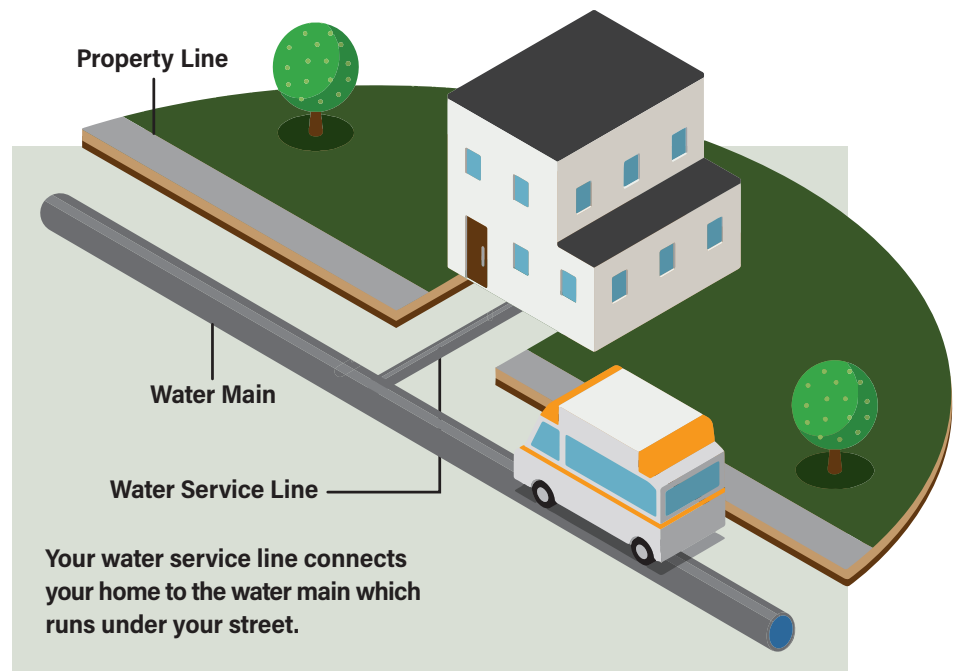 Property Line
Water Main
Water Service Line
Your water service line connects
your home to the water main which
runs under your street.